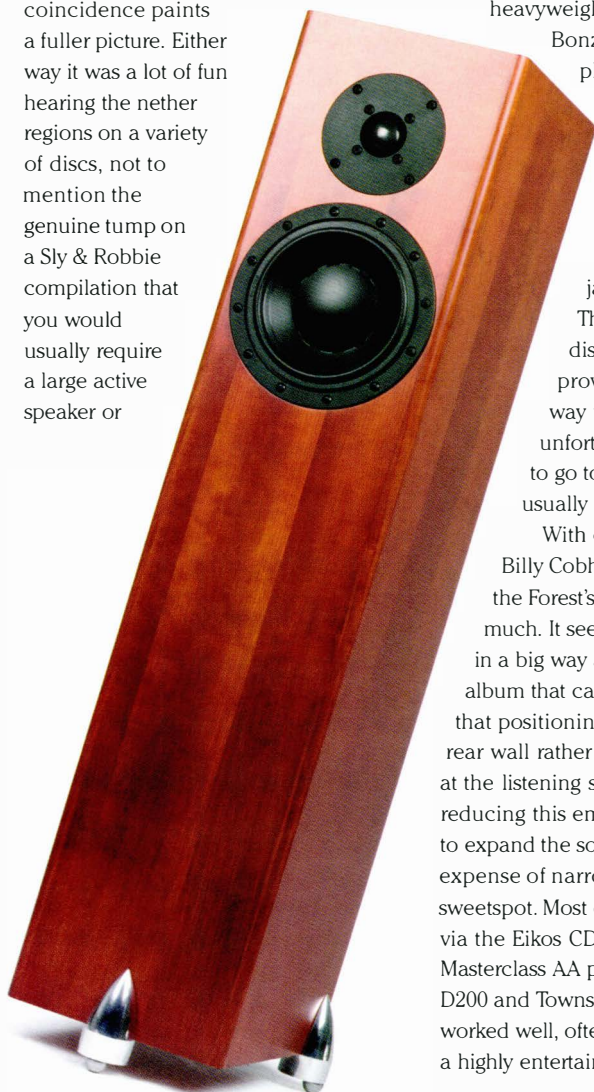 coincidence paints
a fuller picture. Either
way it was a lot of fun
hearing the nether
regions on a variety
of discs, not to
mention the
genuine tump on
a Sly & Robbie
compilation that
you would
usually require
a large active
speaker or
heavyweigh
Bonz
pl
ja
Th
dis
prov
way
unfort
to go to
usually
With
Billy Cobh
the Forest's
much. It see
in a big way
album that ca
that positionin
rear wall rather
at the listening s
reducing this en
to expand the so
expense of narro
sweetspot. Most
via the Eikos CD
Masterclass AA p
D200 and Towns
worked well, ofte
a highly entertai